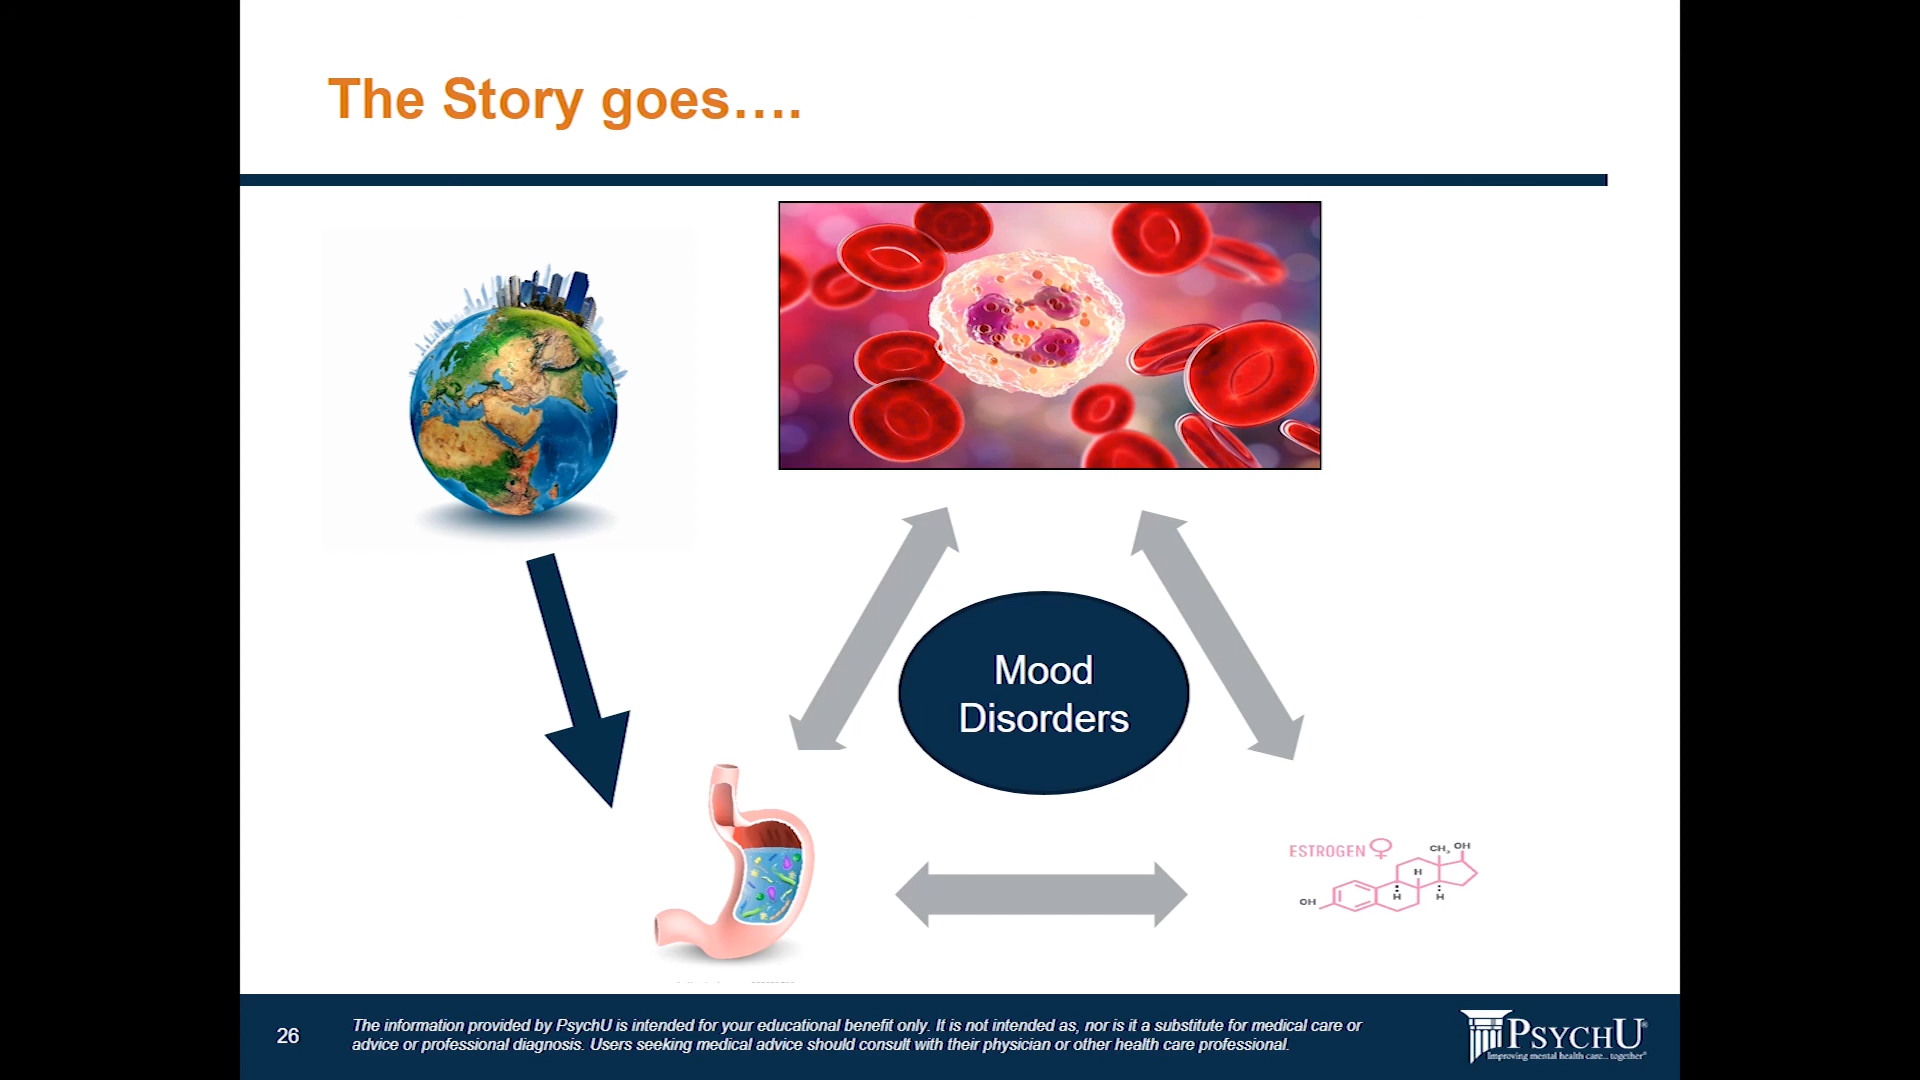 The Story goes….
Mood
Disorders
ESTROGEN
CH₃ OH
H
H
H
OH
26
The information provided by PsychU is intended for your educational benefit only. It is not intended as, nor is it a substitute for medical care or
advice or professional diagnosis. Users seeking medical advice should consult with their physician or other health care professional.
PSYCHU®
Improving mental health care... together®